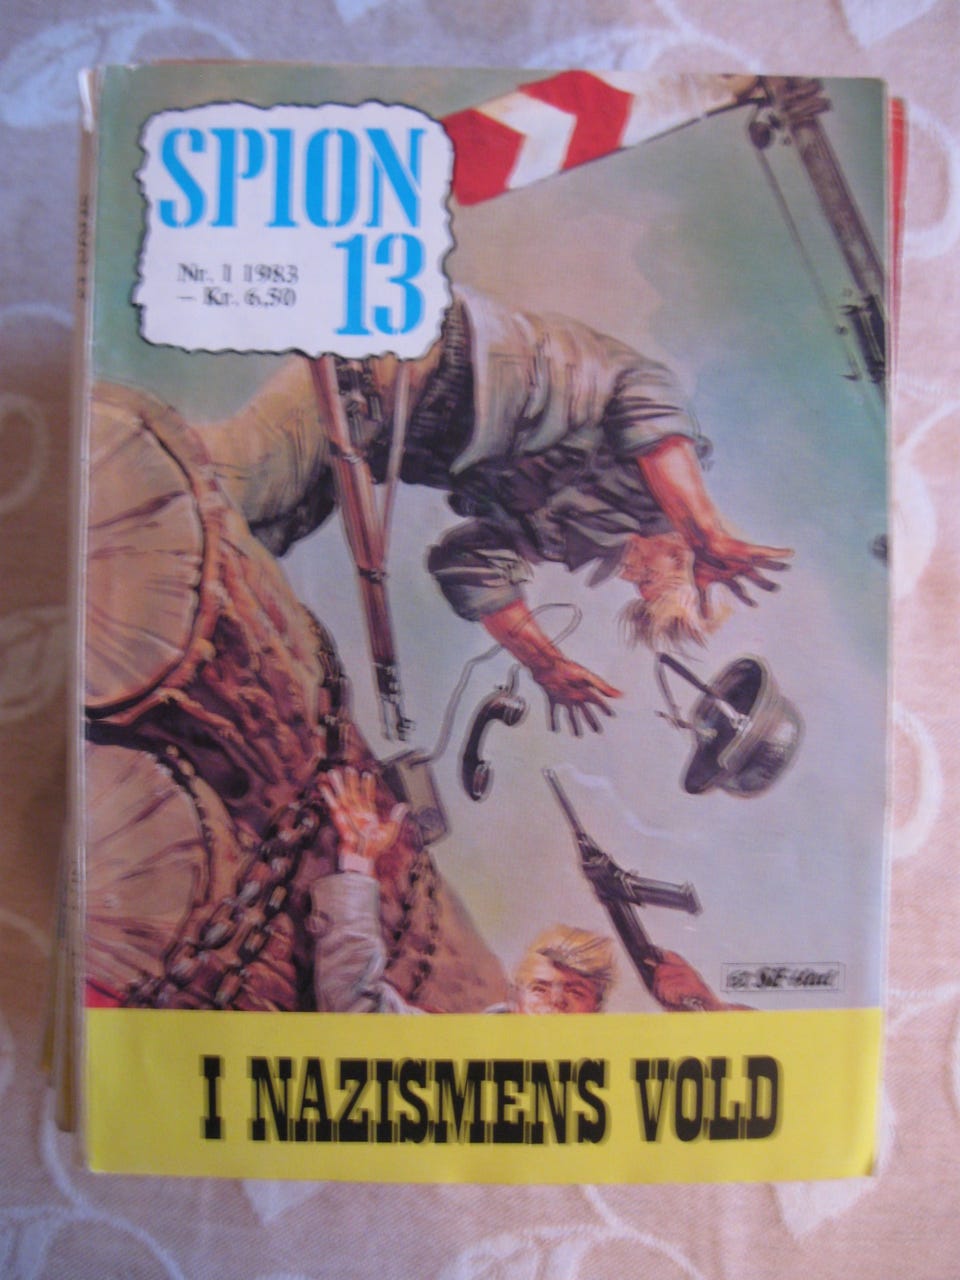 SPION
13
Nr. 1 1983
– Kr. 6,50
I NAZISMENS VOLD